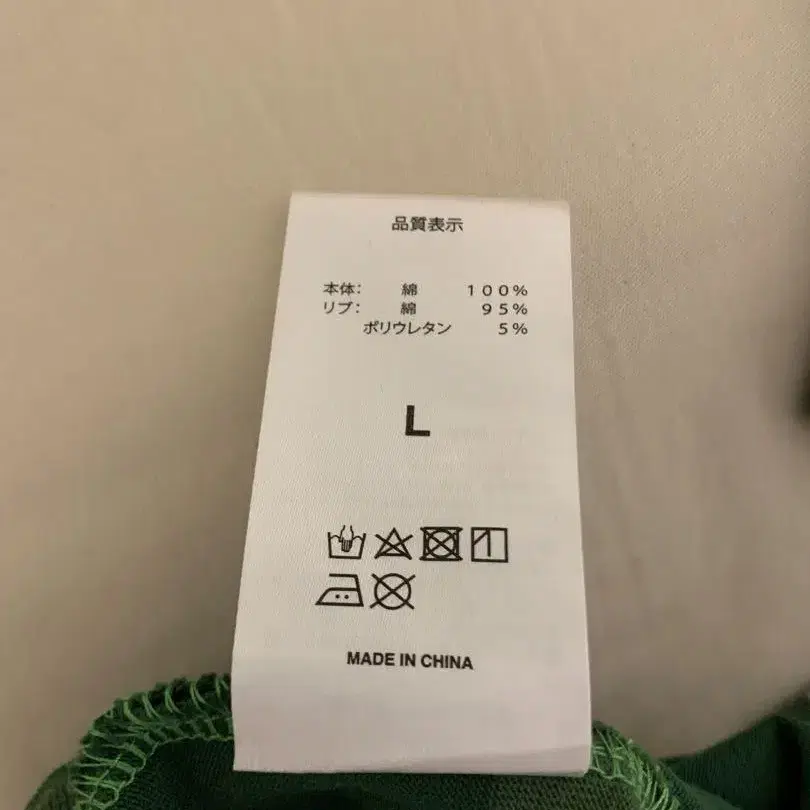 品質表示
本体： 綿 100%
リブ： 綿 95%
ポリウレタン 5%
L
MADE IN CHINA